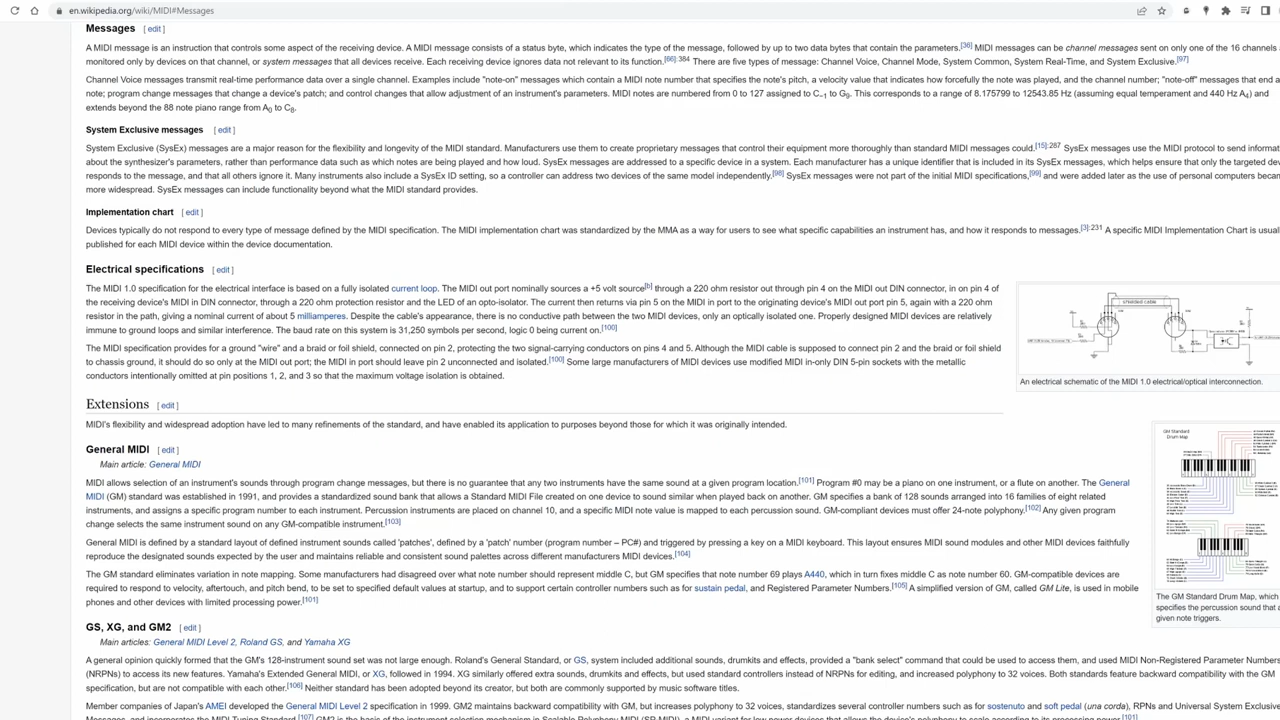 en.wikipedia.org/wiki/MIDI#Messages
Messages [ edit ]
A MIDI message is an instruction that controls some aspect of the receiving device. A MIDI message consists of a status byte, which indicates the type of the message, followed by up to two data bytes that contain the parameters.[36] MIDI messages can be channel messages sent on only one of the 16 channels a
monitored only by devices on that channel, or system messages that all devices receive. Each receiving device ignores data not relevant to its function.[66]:384 There are five types of message: Channel Voice, Channel Mode, System Common, System Real-Time, and System Exclusive.[97]
Channel Voice messages transmit real-time performance data over a single channel. Examples include "note-on" messages which contain a MIDI note number that specifies the note's pitch, a velocity value that indicates how forcefully the note was played, and the channel number; "note-off" messages that end a
note; program change messages that change a device's patch; and control changes that allow adjustment of an instrument's parameters. MIDI notes are numbered from 0 to 127 assigned to C−1 to G9. This corresponds to a range of 8.175799 to 12543.85 Hz (assuming equal temperament and 440 Hz A4) and
extends beyond the 88 note piano range from A0 to C8.
System Exclusive messages [ edit ]
System Exclusive (SysEx) messages are a major reason for the flexibility and longevity of the MIDI standard. Manufacturers use them to create proprietary messages that control their equipment more thoroughly than standard MIDI messages could.[15]:287 SysEx messages use the MIDI protocol to send informat
about the synthesizer's parameters, rather than performance data such as which notes are being played and how loud. SysEx messages are addressed to a specific device in a system. Each manufacturer has a unique identifier that is included in its SysEx messages, which helps ensure that only the targeted dev
responds to the message, and that all others ignore it. Many instruments also include a SysEx ID setting, so a controller can address two devices of the same model independently.[98] SysEx messages were not part of the initial MIDI specifications,[99] and were added later as the use of personal computers becam
more widespread. SysEx messages can include functionality beyond what the MIDI standard provides.
Implementation chart [ edit ]
Devices typically do not respond to every type of message defined by the MIDI specification. The MIDI implementation chart was standardized by the MMA as a way for users to see what specific capabilities an instrument has, and how it responds to messages.[3]:231 A specific MIDI Implementation Chart is usual
published for each MIDI device within the device documentation.
Electrical specifications [ edit ]
The MIDI 1.0 specification for the electrical interface is based on a fully isolated current loop. The MIDI out port nominally sources a +5 volt source[b] through a 220 ohm resistor out through pin 4 on the MIDI out DIN connector, in on pin 4 of
the receiving device's MIDI in DIN connector, through a 220 ohm protection resistor and the LED of an opto-isolator. The current then returns via pin 5 on the MIDI in port to the originating device's MIDI out port pin 5, again with a 220 ohm
resistor in the path, giving a nominal current of about 5 milliamperes. Despite the cable's appearance, there is no conductive path between the two MIDI devices, only an optically isolated one. Properly designed MIDI devices are relatively
immune to ground loops and similar interference. The baud rate on this system is 31,250 symbols per second, logic 0 being current on.[100]
The MIDI specification provides for a ground "wire" and a braid or foil shield, connected on pin 2, protecting the two signal-carrying conductors on pins 4 and 5. Although the MIDI cable is supposed to connect pin 2 and the braid or foil shield
to chassis ground, it should do so only at the MIDI out port; the MIDI in port should leave pin 2 unconnected and isolated.[100] Some large manufacturers of MIDI devices use modified MIDI in-only DIN 5-pin sockets with the metallic
conductors intentionally omitted at pin positions 1, 2, and 3 so that the maximum voltage isolation is obtained.
An electrical schematic of the MIDI 1.0 electrical/optical interconnection.
Extensions [ edit ]
MIDI's flexibility and widespread adoption have led to many refinements of the standard, and have enabled its application to purposes beyond those for which it was originally intended.
General MIDI [ edit ]
Main article: General MIDI
MIDI allows selection of an instrument's sounds through program change messages, but there is no guarantee that any two instruments have the same sound at a given program location.[101] Program #0 may be a piano on one instrument, or a flute on another. The General
MIDI (GM) standard was established in 1991, and provides a standardized sound bank that allows a Standard MIDI File created on one device to sound similar when played back on another. GM specifies a bank of 128 sounds arranged into 16 families of eight related
instruments, and assigns a specific program number to each instrument. Percussion instruments are placed on channel 10, and a specific MIDI note value is mapped to each percussion sound. GM-compliant devices must offer 24-note polyphony.[102] Any given program
change selects the same instrument sound on any GM-compatible instrument.[103]
General MIDI is defined by a standard layout of defined instrument sounds called 'patches', defined by a 'patch' number (program number – PC#) and triggered by pressing a key on a MIDI keyboard. This layout ensures MIDI sound modules and other MIDI devices faithfully
reproduce the designated sounds expected by the user and maintains reliable and consistent sound palettes across different manufacturers MIDI devices.[104]
The GM standard eliminates variation in note mapping. Some manufacturers had disagreed over what note number should represent middle C, but GM specifies that note number 69 plays A440, which in turn fixes middle C as note number 60. GM-compatible devices are
required to respond to velocity, aftertouch, and pitch bend, to be set to specified default values at startup, and to support certain controller numbers such as for sustain pedal, and Registered Parameter Numbers.[105] A simplified version of GM, called GM Lite, is used in mobile
phones and other devices with limited processing power.[101]
GM Standard
Drum Map
The GM Standard Drum Map, which
specifies the percussion sound that a
given note triggers.
GS, XG, and GM2 [ edit ]
Main articles: General MIDI Level 2, Roland GS, and Yamaha XG
A general opinion quickly formed that the GM's 128-instrument sound set was not large enough. Roland's General Standard, or GS, system included additional sounds, drumkits and effects, provided a "bank select" command that could be used to access them, and used MIDI Non-Registered Parameter Numbers
(NRPNs) to access its new features. Yamaha's Extended General MIDI, or XG, followed in 1994. XG similarly offered extra sounds, drumkits and effects, but used standard controllers instead of NRPNs for editing, and increased polyphony to 32 voices. Both standards feature backward compatibility with the GM
specification, but are not compatible with each other.[106] Neither standard has been adopted beyond its creator, but both are commonly supported by music software titles.
Member companies of Japan's AMEI developed the General MIDI Level 2 specification in 1999. GM2 maintains backward compatibility with GM, but increases polyphony to 32 voices, standardizes several controller numbers such as for sostenuto and soft pedal (una corda), RPNs and Universal System Exclusive
Messages, and incorporates the MIDI Tuning Standard.[107] GM2 is the basis of the instrument selection mechanism in Scalable Polyphony MIDI (SP-MIDI), a MIDI variant for low power devices that allows the device's polyphony to scale according to its processing power.[101]